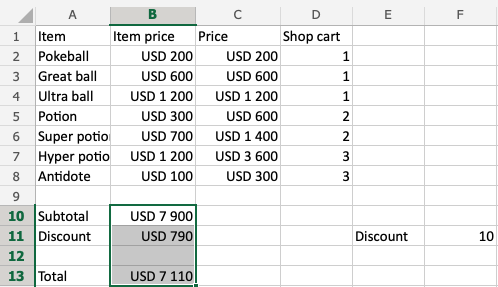 A B C D E F
1 Item Item price Price Shop cart
2 Pokeball USD 200 USD 200 1
3 Great ball USD 600 USD 600 1
4 Ultra ball USD 1 200 USD 1 200 1
5 Potion USD 300 USD 600 2
6 Super potio USD 700 USD 1 400 2
7 Hyper potio USD 1 200 USD 3 600 3
8 Antidote USD 100 USD 300 3
9
10 Subtotal USD 7 900
11 Discount USD 790 Discount 10
12
13 Total USD 7 110